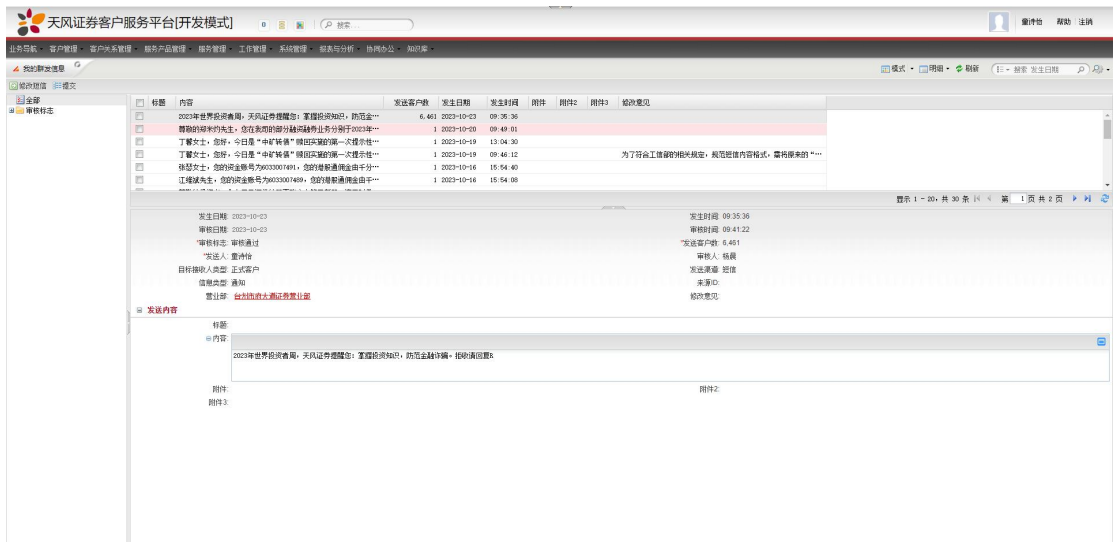 天风证券客户服务平台[开发模式] 搜索... 童诗怡 帮助 注销
业务导航 客户管理 客户关系管理 服务产品管理 服务管理 工作管理 系统管理 报表与分析 协同办公 知识库
我的群发信息 模式 明细 刷新 搜索 发生日期
修改短信 提交
全部
审核标志
标题 内容 发送客户数 发生日期 发生时间 附件 附件2 附件3 修改意见
2023年世界投资者周,天风证券提醒您:掌握投资知识,防范金… 6,461 2023-10-23 09:35:36
尊敬的郑米灼先生,您在我司的部分融资融券业务分别于2023年… 1 2023-10-20 09:49:01
丁馨女士,您好,今日是“中矿转债”赎回实施的第一次提示性… 1 2023-10-19 13:04:30
丁馨女士,您好,今日是“中矿转债”赎回实施的第一次提示性… 1 2023-10-19 09:46:12 为了符合工信部的相关规定,规范短信内容格式,需将原来的“…
张瑟女士,您的资金账号为6033007491,您的港股通佣金由千分… 1 2023-10-16 15:54:40
江维斌先生,您的资金账号为6033007489,您的港股通佣金由千… 1 2023-10-16 15:54:08
显示 1 - 20,共 30 条 第 1 页 共 2 页
发生日期: 2023-10-23 发生时间: 09:35:36
审核日期: 2023-10-23 审核时间: 09:41:22
*审核标志: 审核通过 *发送客户数: 6,461
*发送人: 童诗怡 审核人: 杨晨
目标接收人类型: 正式客户 发送渠道: 短信
信息类型: 通知 来源ID:
营业部: 台州市府大道证券营业部 修改意见:
发送内容
标题:
内容:
2023年世界投资者周,天风证券提醒您:掌握投资知识,防范金融诈骗。拒收请回复R
附件: 附件2:
附件3: